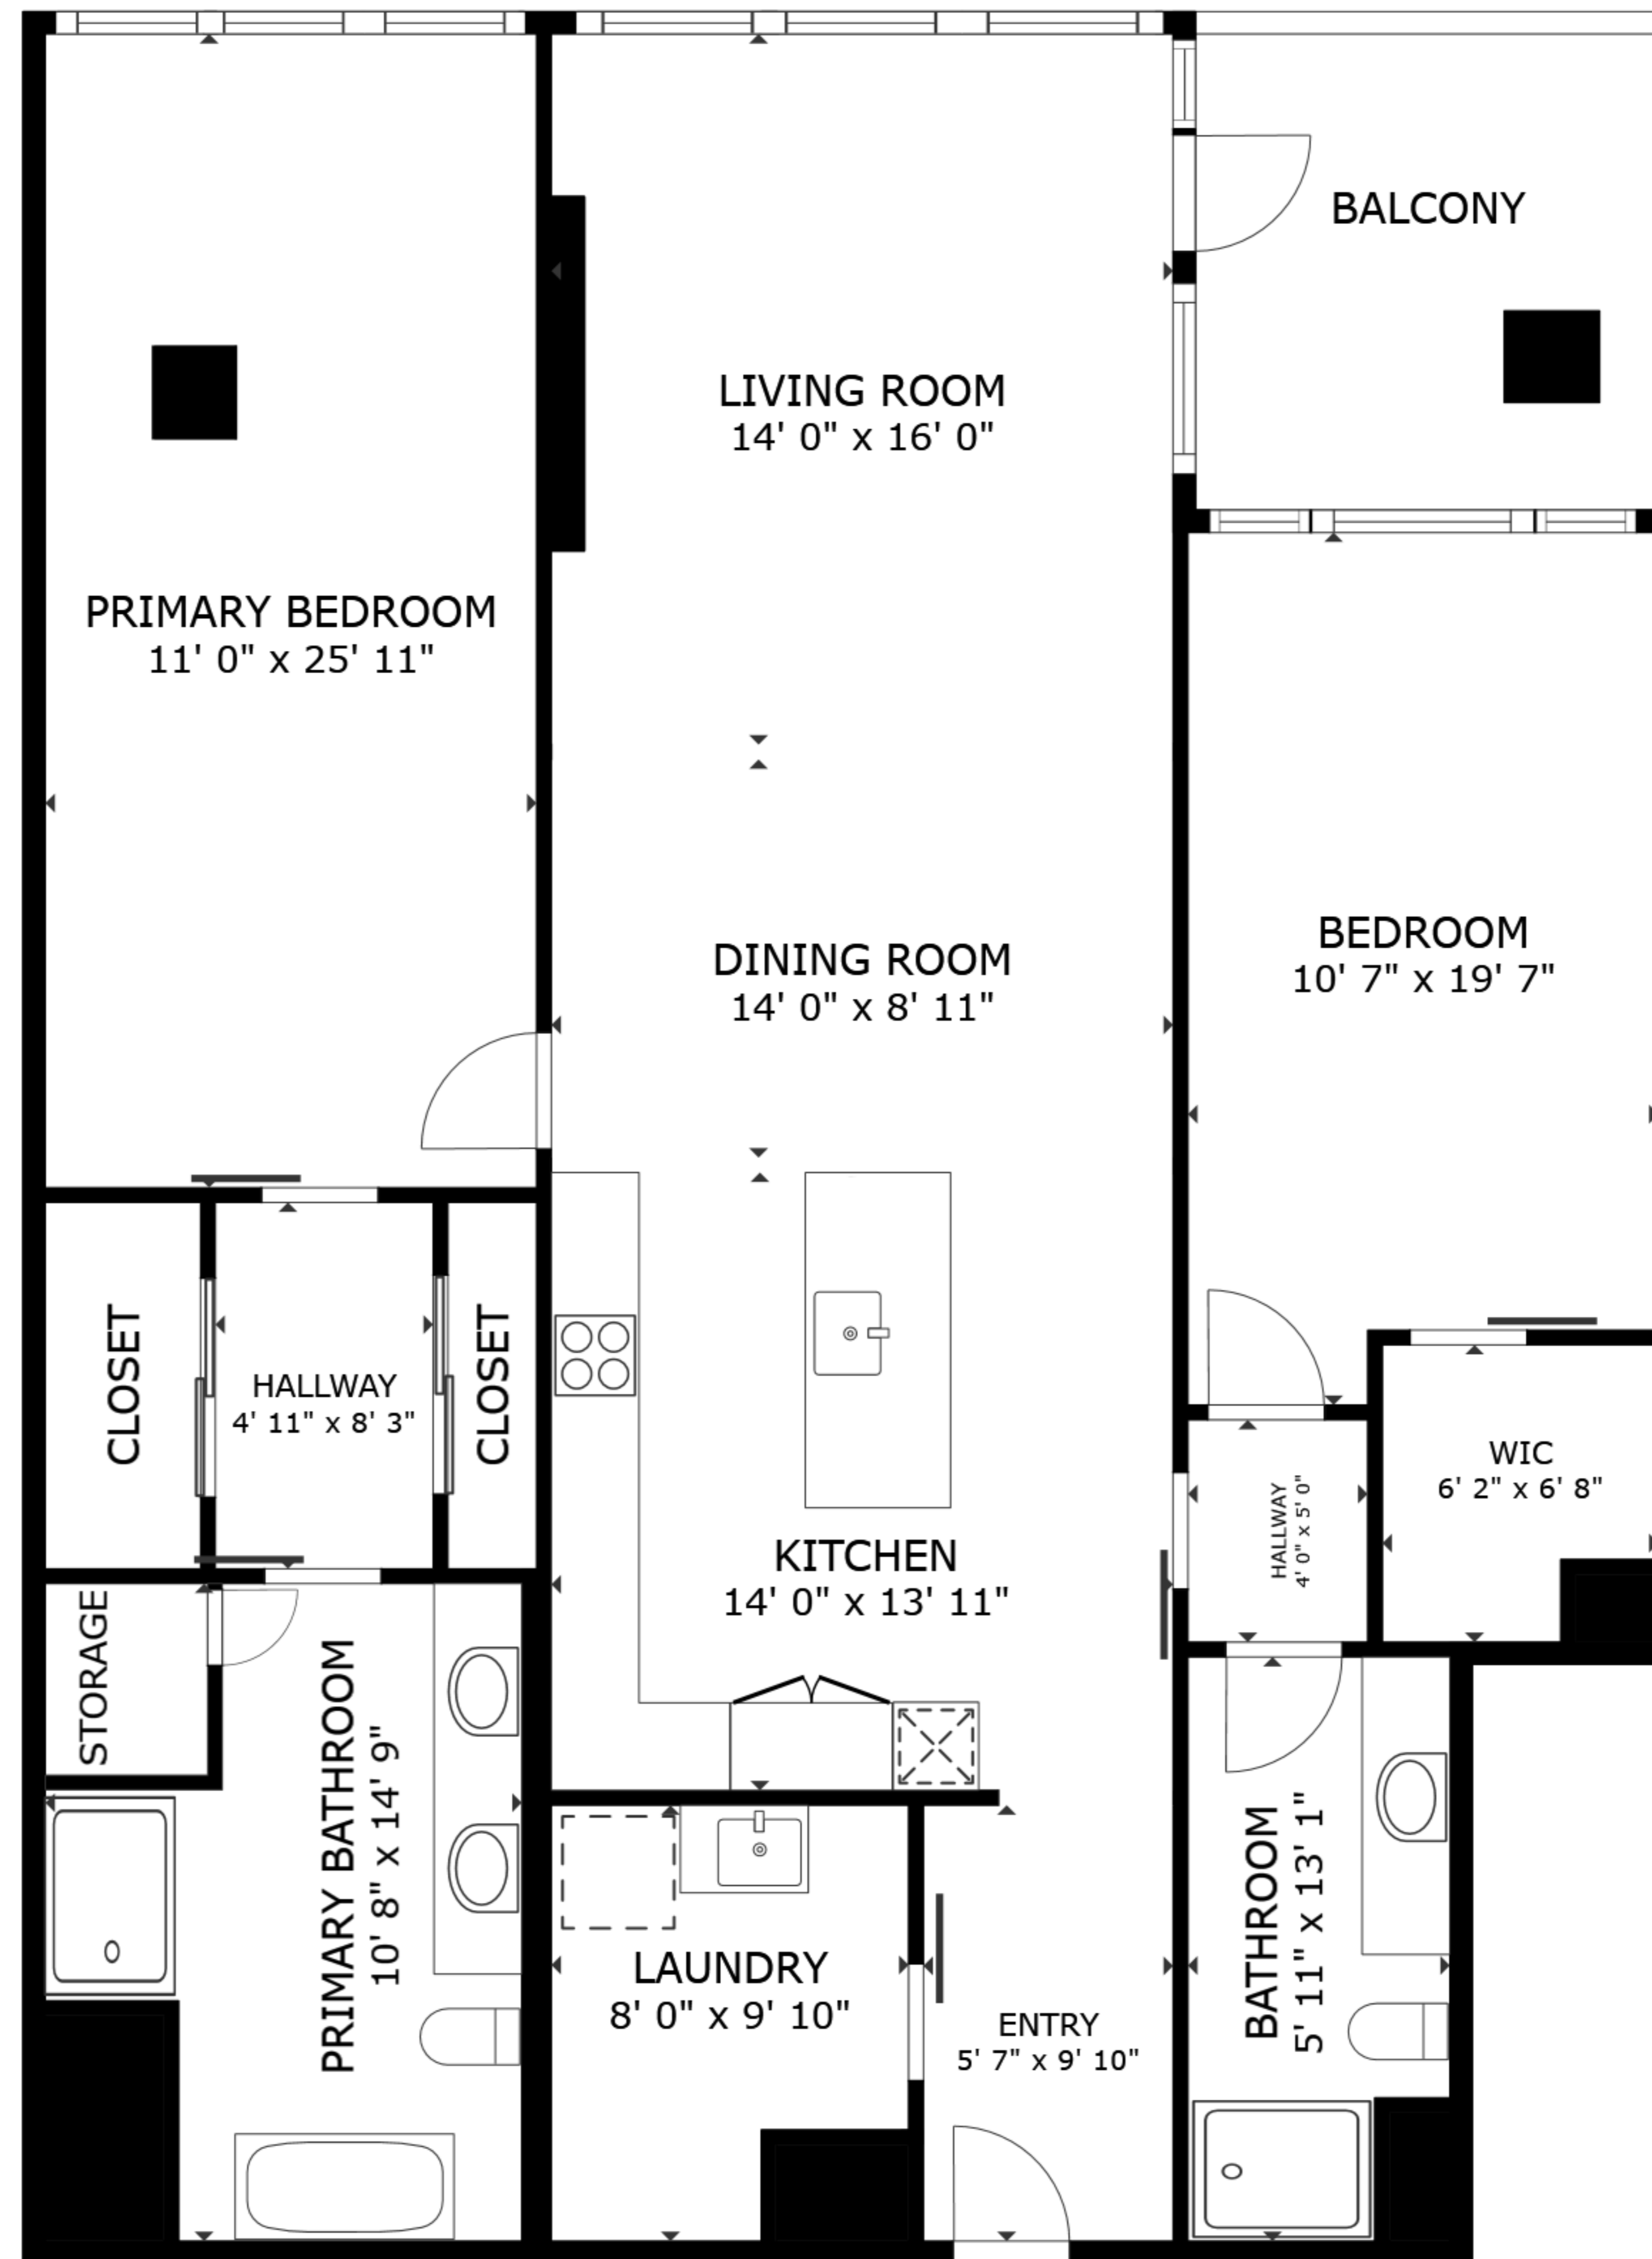 BALCONY
LIVING ROOM
14' 0" x 16' 0"
PRIMARY BEDROOM
11' 0" x 25' 11"
DINING ROOM
14' 0" x 8' 11"
BEDROOM
10' 7" x 19' 7"
CLOSET
HALLWAY
4' 11" x 8' 3"
CLOSET
WIC
6' 2" x 6' 8"
HALLWAY
4' 0" x 5' 0"
KITCHEN
14' 0" x 13' 11"
STORAGE
PRIMARY BATHROOM
10' 8" x 14' 9"
LAUNDRY
8' 0" x 9' 10"
ENTRY
5' 7" x 9' 10"
BATHROOM
5' 11" x 13' 1"